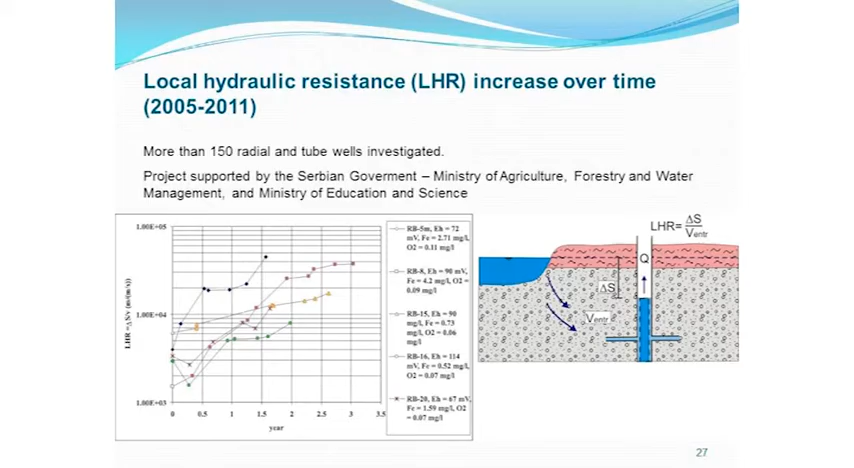 Local hydraulic resistance (LHR) increase over time
(2005-2011)
More than 150 radial and tube wells investigated.
Project supported by the Serbian Goverment – Ministry of Agriculture, Forestry and Water
Management, and Ministry of Education and Science
1.00E+05
1.00E+04
1.00E+03
LHR = ΔS/v (m/(m/s))
0
0.5
1
1.5
2
2.5
3
3.5
year
RB-5m, Eh = 72
mV, Fe = 2.71 mg/l,
O2 = 0.11 mg/l
RB-8, Eh = 90 mV,
Fe = 4.2 mg/l, O2 =
0.09 mg/l
RB-15, Eh = 90
mg/l, Fe = 0.73
mg/l, O2 = 0.06
mg/l
RB-16, Eh = 114
mV, Fe = 0.52 mg/l,
O2 = 0.07 mg/l
RB-20, Eh = 67 mV,
Fe = 1.59 mg/l, O2
= 0.07 mg/l
LHR= ΔS
Ventr
Q
ΔS
Ventr
27